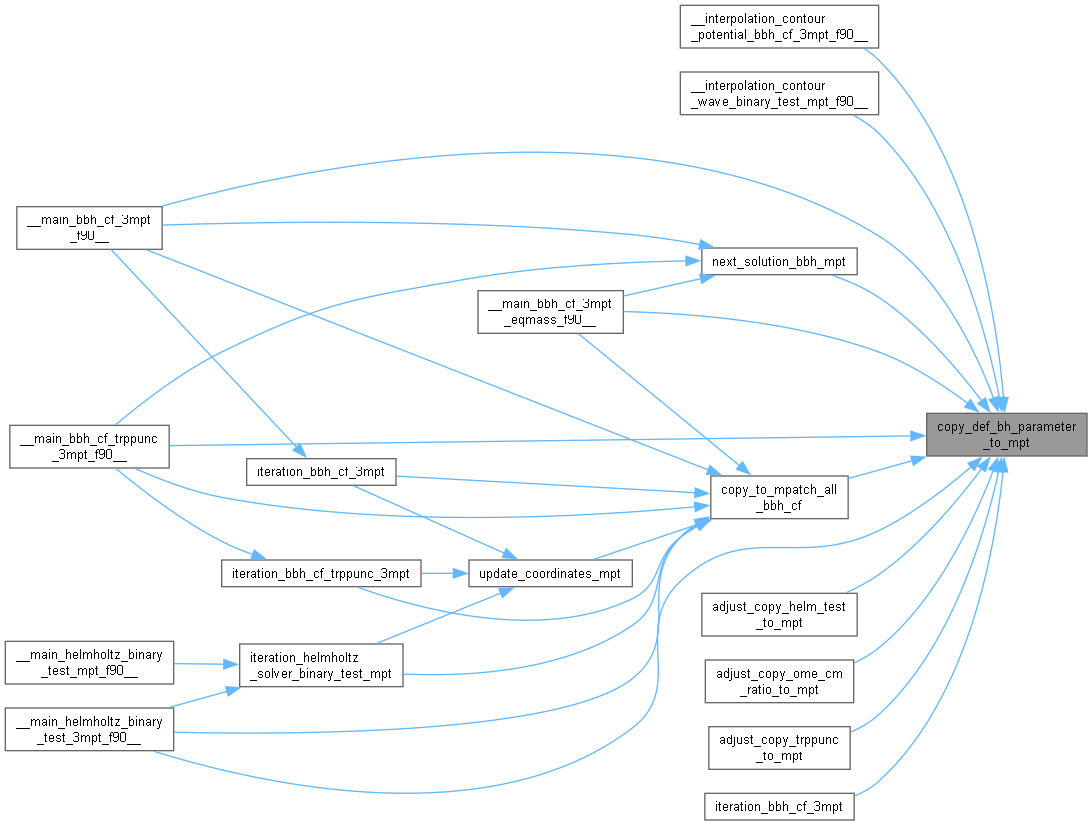 __interpolation_contour
_potential_bbh_cf_3mpt_f90__
__interpolation_contour
_wave_binary_test_mpt_f90__
__main_bbh_cf_3mpt
_f90__
next_solution_bbh_mpt
__main_bbh_cf_3mpt
_eqmass_f90__
copy_def_bh_parameter
_to_mpt
__main_bbh_cf_trppunc
_3mpt_f90__
iteration_bbh_cf_3mpt
copy_to_mpatch_all
_bbh_cf
iteration_bbh_cf_trppunc_3mpt
update_coordinates_mpt
adjust_copy_helm_test
_to_mpt
__main_helmholtz_binary
_test_mpt_f90__
iteration_helmholtz
_solver_binary_test_mpt
adjust_copy_ome_cm
_ratio_to_mpt
__main_helmholtz_binary
_test_3mpt_f90__
adjust_copy_trppunc
_to_mpt
iteration_bbh_cf_3mpt